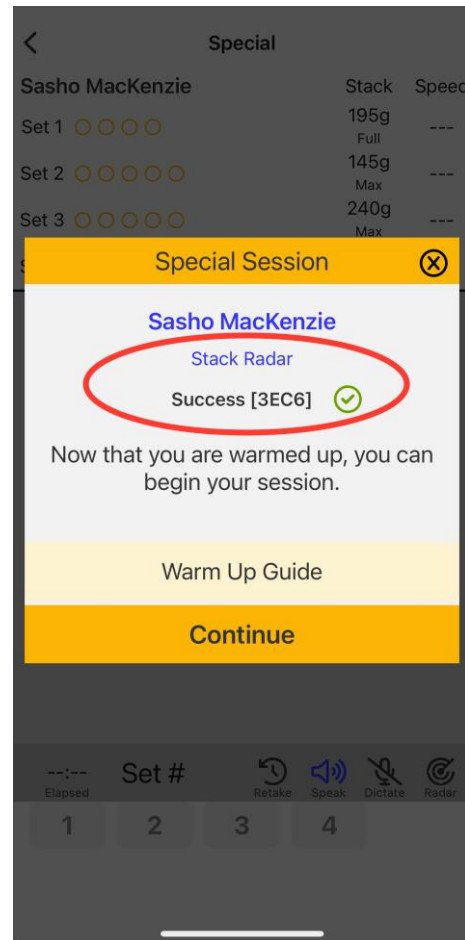 Special
Sasho MacKenzie Stack Speed
Set 1 195g ---
Full
Set 2 145g ---
Max
Set 3 240g ---
Max
Special Session
Sasho MacKenzie
Stack Radar
Success [3EC6]
Now that you are warmed up, you can
begin your session.
Warm Up Guide
Continue
--:-- Set #
Elapsed Retake Speak Dictate Radar
1 2 3 4